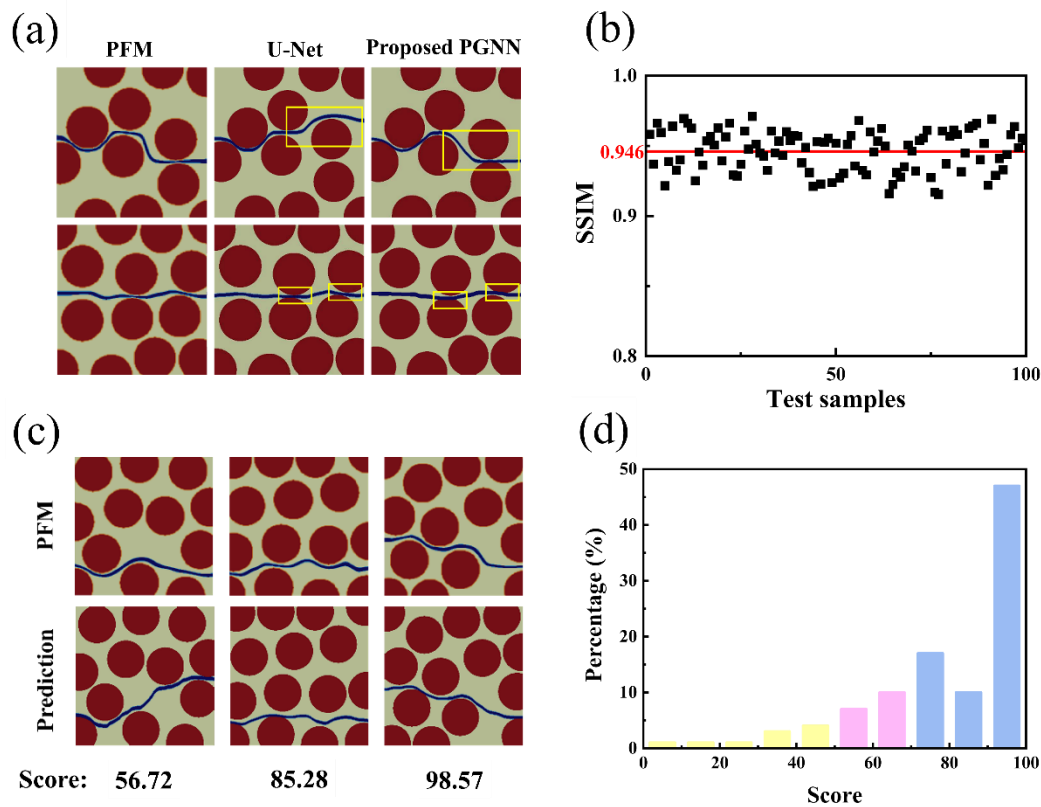 (a)
PFM U-Net Proposed PGNN
(b)
1.0
0.946
0.9
0.8
SSIM
0 50 100
Test samples
(c)
PFM
Prediction
Score: 56.72 85.28 98.57
(d)
50
40
30
20
10
0
Percentage (%)
0 20 40 60 80 100
Score